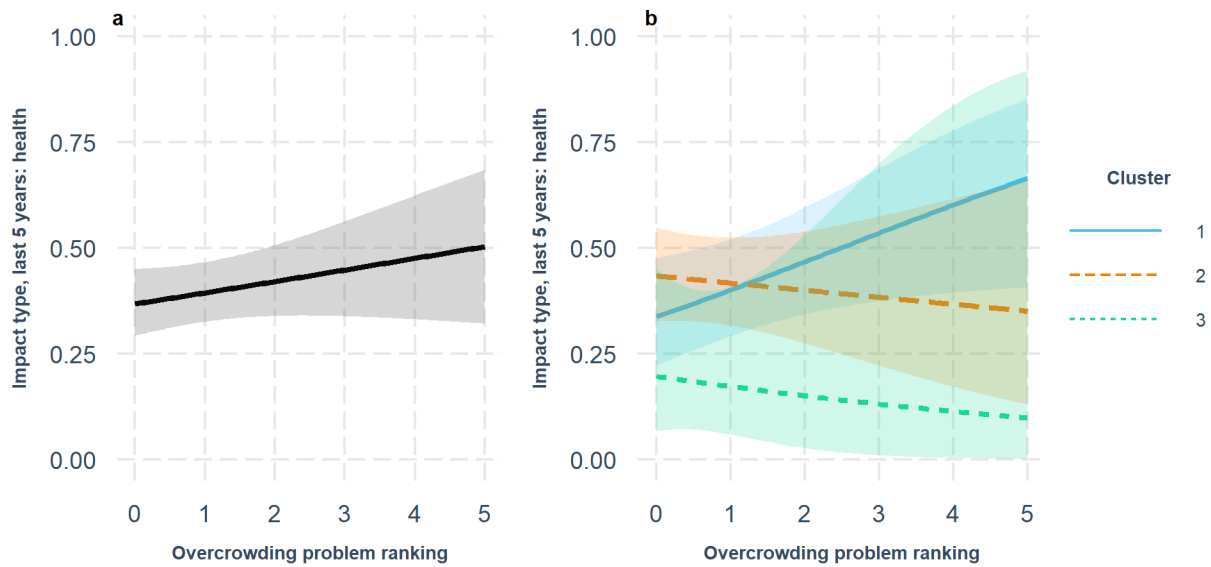 a
1.00
0.75
0.50
0.25
0.00
0 1 2 3 4 5
Impact type, last 5 years: health
Overcrowding problem ranking
b
1.00
0.75
0.50
0.25
0.00
0 1 2 3 4 5
Impact type, last 5 years: health
Overcrowding problem ranking
Cluster
1
2
3